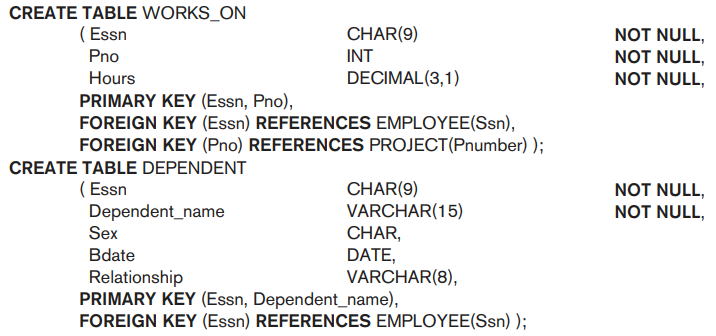 CREATE TABLE WORKS_ON
( Essn CHAR(9) NOT NULL,
Pno INT NOT NULL,
Hours DECIMAL(3,1) NOT NULL,
PRIMARY KEY (Essn, Pno),
FOREIGN KEY (Essn) REFERENCES EMPLOYEE(Ssn),
FOREIGN KEY (Pno) REFERENCES PROJECT(Pnumber) );
CREATE TABLE DEPENDENT
( Essn CHAR(9) NOT NULL,
Dependent_name VARCHAR(15) NOT NULL,
Sex CHAR,
Bdate DATE,
Relationship VARCHAR(8),
PRIMARY KEY (Essn, Dependent_name),
FOREIGN KEY (Essn) REFERENCES EMPLOYEE(Ssn) );